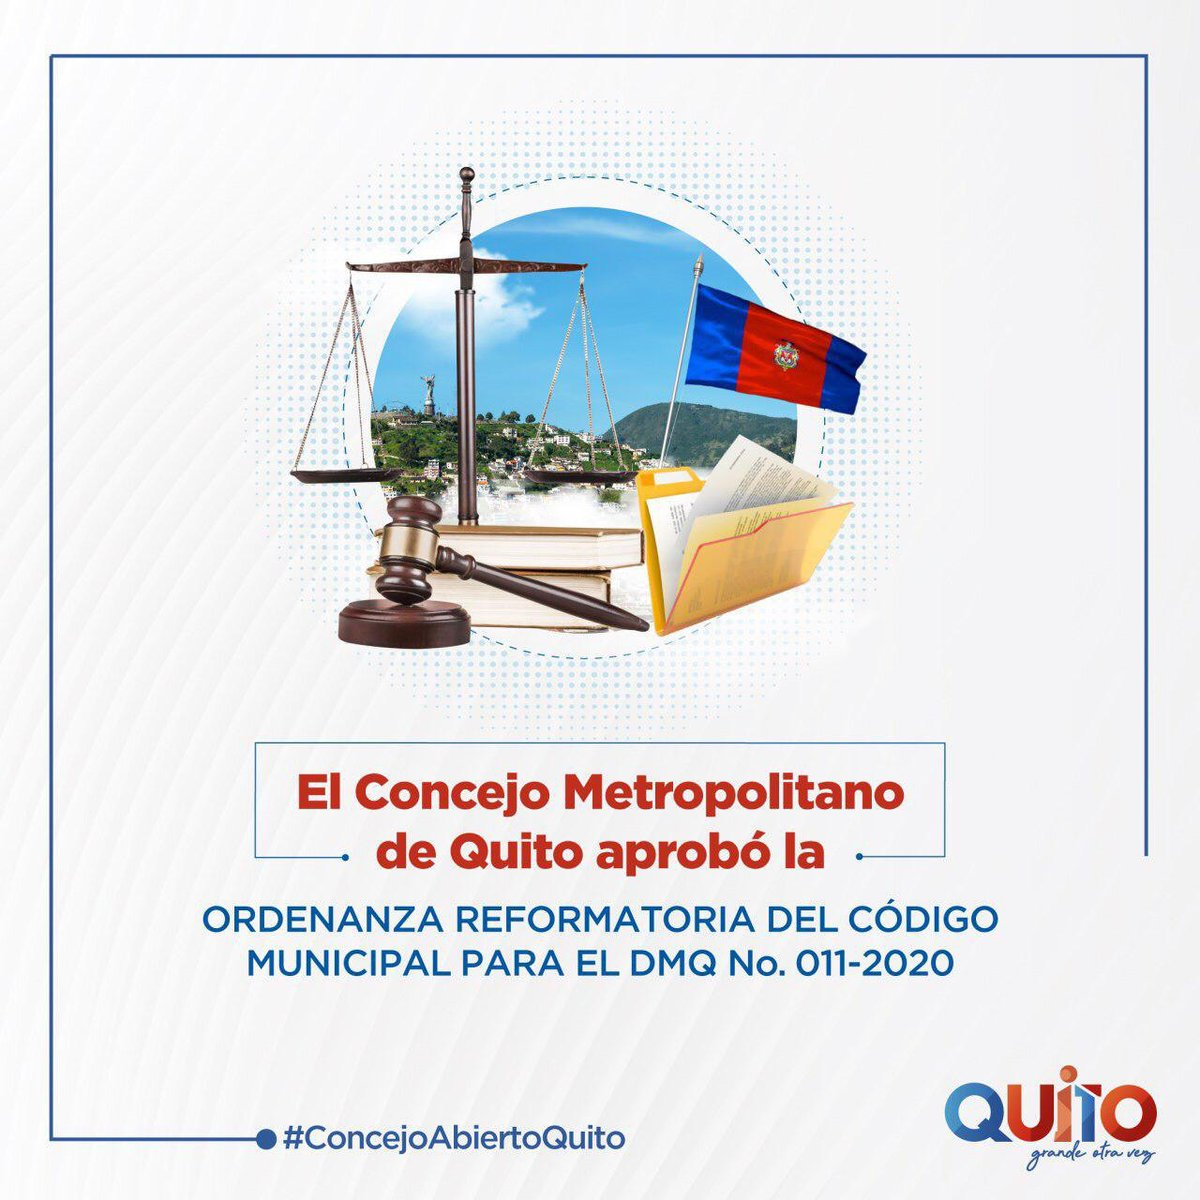 El Concejo Metropolitano
de Quito aprobó la
ORDENANZA REFORMATORIA DEL CÓDIGO
MUNICIPAL PARA EL DMQ No. 011-2020
#ConcejoAbiertoQuito
QUITO
grande otra vez